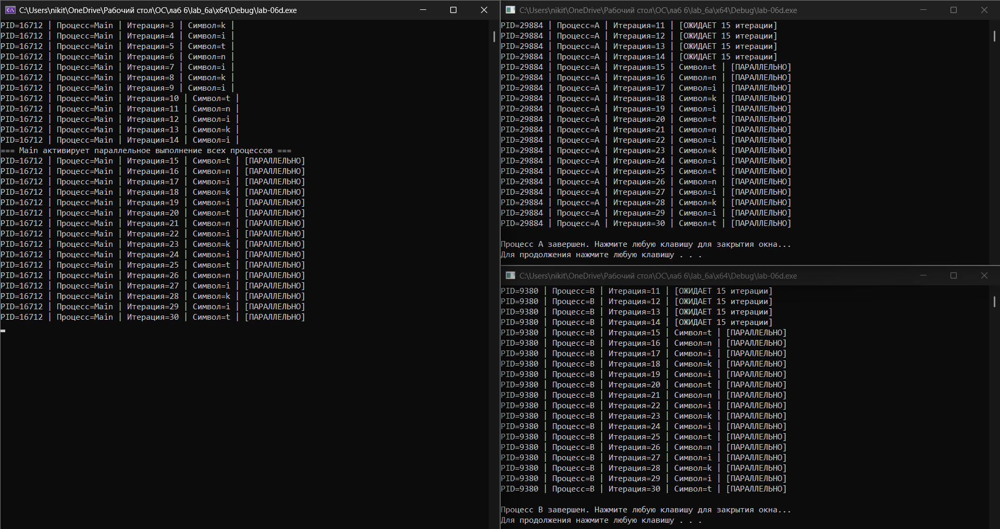 C:\Users\nikit\OneDrive\Рабочий стол\ОС\лаб 6\lab_6a\x64\Debug\lab-06d.exe
PID=16712 | Процесс=Main | Итерация=3 | Символ=k |
PID=16712 | Процесс=Main | Итерация=4 | Символ=i |
PID=16712 | Процесс=Main | Итерация=5 | Символ=t |
PID=16712 | Процесс=Main | Итерация=6 | Символ=n |
PID=16712 | Процесс=Main | Итерация=7 | Символ=i |
PID=16712 | Процесс=Main | Итерация=8 | Символ=k |
PID=16712 | Процесс=Main | Итерация=9 | Символ=i |
PID=16712 | Процесс=Main | Итерация=10 | Символ=t |
PID=16712 | Процесс=Main | Итерация=11 | Символ=n |
PID=16712 | Процесс=Main | Итерация=12 | Символ=i |
PID=16712 | Процесс=Main | Итерация=13 | Символ=k |
PID=16712 | Процесс=Main | Итерация=14 | Символ=i |
=== Main активирует параллельное выполнение всех процессов ===
PID=16712 | Процесс=Main | Итерация=15 | Символ=t | [ПАРАЛЛЕЛЬНО]
PID=16712 | Процесс=Main | Итерация=16 | Символ=n | [ПАРАЛЛЕЛЬНО]
PID=16712 | Процесс=Main | Итерация=17 | Символ=i | [ПАРАЛЛЕЛЬНО]
PID=16712 | Процесс=Main | Итерация=18 | Символ=k | [ПАРАЛЛЕЛЬНО]
PID=16712 | Процесс=Main | Итерация=19 | Символ=i | [ПАРАЛЛЕЛЬНО]
PID=16712 | Процесс=Main | Итерация=20 | Символ=t | [ПАРАЛЛЕЛЬНО]
PID=16712 | Процесс=Main | Итерация=21 | Символ=n | [ПАРАЛЛЕЛЬНО]
PID=16712 | Процесс=Main | Итерация=22 | Символ=i | [ПАРАЛЛЕЛЬНО]
PID=16712 | Процесс=Main | Итерация=23 | Символ=k | [ПАРАЛЛЕЛЬНО]
PID=16712 | Процесс=Main | Итерация=24 | Символ=i | [ПАРАЛЛЕЛЬНО]
PID=16712 | Процесс=Main | Итерация=25 | Символ=t | [ПАРАЛЛЕЛЬНО]
PID=16712 | Процесс=Main | Итерация=26 | Символ=n | [ПАРАЛЛЕЛЬНО]
PID=16712 | Процесс=Main | Итерация=27 | Символ=i | [ПАРАЛЛЕЛЬНО]
PID=16712 | Процесс=Main | Итерация=28 | Символ=k | [ПАРАЛЛЕЛЬНО]
PID=16712 | Процесс=Main | Итерация=29 | Символ=i | [ПАРАЛЛЕЛЬНО]
PID=16712 | Процесс=Main | Итерация=30 | Символ=t | [ПАРАЛЛЕЛЬНО]
C:\Users\nikit\OneDrive\Рабочий стол\ОС\лаб 6\lab_6a\x64\Debug\lab-06d.exe
PID=29884 | Процесс=A | Итерация=11 | [ОЖИДАЕТ 15 итерации]
PID=29884 | Процесс=A | Итерация=12 | [ОЖИДАЕТ 15 итерации]
PID=29884 | Процесс=A | Итерация=13 | [ОЖИДАЕТ 15 итерации]
PID=29884 | Процесс=A | Итерация=14 | [ОЖИДАЕТ 15 итерации]
PID=29884 | Процесс=A | Итерация=15 | Символ=t | [ПАРАЛЛЕЛЬНО]
PID=29884 | Процесс=A | Итерация=16 | Символ=n | [ПАРАЛЛЕЛЬНО]
PID=29884 | Процесс=A | Итерация=17 | Символ=i | [ПАРАЛЛЕЛЬНО]
PID=29884 | Процесс=A | Итерация=18 | Символ=k | [ПАРАЛЛЕЛЬНО]
PID=29884 | Процесс=A | Итерация=19 | Символ=i | [ПАРАЛЛЕЛЬНО]
PID=29884 | Процесс=A | Итерация=20 | Символ=t | [ПАРАЛЛЕЛЬНО]
PID=29884 | Процесс=A | Итерация=21 | Символ=n | [ПАРАЛЛЕЛЬНО]
PID=29884 | Процесс=A | Итерация=22 | Символ=i | [ПАРАЛЛЕЛЬНО]
PID=29884 | Процесс=A | Итерация=23 | Символ=k | [ПАРАЛЛЕЛЬНО]
PID=29884 | Процесс=A | Итерация=24 | Символ=i | [ПАРАЛЛЕЛЬНО]
PID=29884 | Процесс=A | Итерация=25 | Символ=t | [ПАРАЛЛЕЛЬНО]
PID=29884 | Процесс=A | Итерация=26 | Символ=n | [ПАРАЛЛЕЛЬНО]
PID=29884 | Процесс=A | Итерация=27 | Символ=i | [ПАРАЛЛЕЛЬНО]
PID=29884 | Процесс=A | Итерация=28 | Символ=k | [ПАРАЛЛЕЛЬНО]
PID=29884 | Процесс=A | Итерация=29 | Символ=i | [ПАРАЛЛЕЛЬНО]
PID=29884 | Процесс=A | Итерация=30 | Символ=t | [ПАРАЛЛЕЛЬНО]
Процесс A завершен. Нажмите любую клавишу для закрытия окна...
Для продолжения нажмите любую клавишу . . .
C:\Users\nikit\OneDrive\Рабочий стол\ОС\лаб 6\lab_6a\x64\Debug\lab-06d.exe
PID=9380 | Процесс=B | Итерация=11 | [ОЖИДАЕТ 15 итерации]
PID=9380 | Процесс=B | Итерация=12 | [ОЖИДАЕТ 15 итерации]
PID=9380 | Процесс=B | Итерация=13 | [ОЖИДАЕТ 15 итерации]
PID=9380 | Процесс=B | Итерация=14 | [ОЖИДАЕТ 15 итерации]
PID=9380 | Процесс=B | Итерация=15 | Символ=t | [ПАРАЛЛЕЛЬНО]
PID=9380 | Процесс=B | Итерация=16 | Символ=n | [ПАРАЛЛЕЛЬНО]
PID=9380 | Процесс=B | Итерация=17 | Символ=i | [ПАРАЛЛЕЛЬНО]
PID=9380 | Процесс=B | Итерация=18 | Символ=k | [ПАРАЛЛЕЛЬНО]
PID=9380 | Процесс=B | Итерация=19 | Символ=i | [ПАРАЛЛЕЛЬНО]
PID=9380 | Процесс=B | Итерация=20 | Символ=t | [ПАРАЛЛЕЛЬНО]
PID=9380 | Процесс=B | Итерация=21 | Символ=n | [ПАРАЛЛЕЛЬНО]
PID=9380 | Процесс=B | Итерация=22 | Символ=i | [ПАРАЛЛЕЛЬНО]
PID=9380 | Процесс=B | Итерация=23 | Символ=k | [ПАРАЛЛЕЛЬНО]
PID=9380 | Процесс=B | Итерация=24 | Символ=i | [ПАРАЛЛЕЛЬНО]
PID=9380 | Процесс=B | Итерация=25 | Символ=t | [ПАРАЛЛЕЛЬНО]
PID=9380 | Процесс=B | Итерация=26 | Символ=n | [ПАРАЛЛЕЛЬНО]
PID=9380 | Процесс=B | Итерация=27 | Символ=i | [ПАРАЛЛЕЛЬНО]
PID=9380 | Процесс=B | Итерация=28 | Символ=k | [ПАРАЛЛЕЛЬНО]
PID=9380 | Процесс=B | Итерация=29 | Символ=i | [ПАРАЛЛЕЛЬНО]
PID=9380 | Процесс=B | Итерация=30 | Символ=t | [ПАРАЛЛЕЛЬНО]
Процесс B завершен. Нажмите любую клавишу для закрытия окна...
Для продолжения нажмите любую клавишу . . .